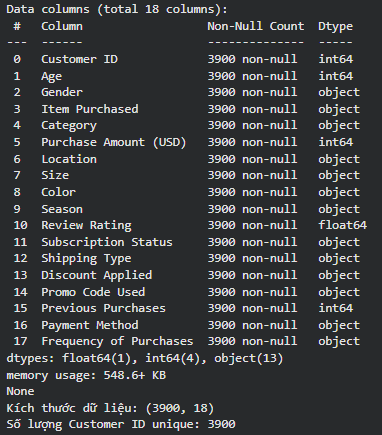 Data columns (total 18 columns):
 #   Column                  Non-Null Count  Dtype
---  ------                  --------------  -----
 0   Customer ID             3900 non-null   int64
 1   Age                     3900 non-null   int64
 2   Gender                  3900 non-null   object
 3   Item Purchased          3900 non-null   object
 4   Category                3900 non-null   object
 5   Purchase Amount (USD)   3900 non-null   int64
 6   Location                3900 non-null   object
 7   Size                    3900 non-null   object
 8   Color                   3900 non-null   object
 9   Season                  3900 non-null   object
 10  Review Rating           3900 non-null   float64
 11  Subscription Status     3900 non-null   object
 12  Shipping Type           3900 non-null   object
 13  Discount Applied        3900 non-null   object
 14  Promo Code Used         3900 non-null   object
 15  Previous Purchases      3900 non-null   int64
 16  Payment Method          3900 non-null   object
 17  Frequency of Purchases  3900 non-null   object
dtypes: float64(1), int64(4), object(13)
memory usage: 548.6+ KB
None
Kích thước dữ liệu: (3900, 18)
Số lượng Customer ID unique: 3900